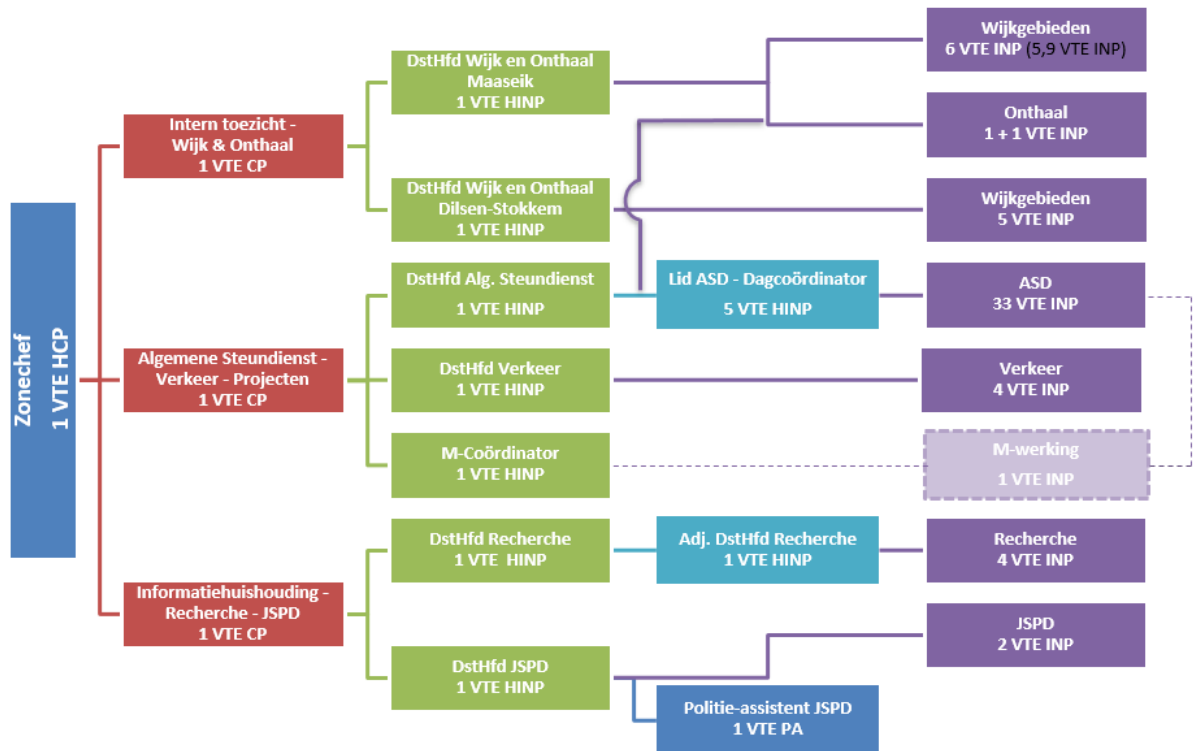 Zonechef
1 VTE HCP
Intern toezicht -
Wijk & Onthaal
1 VTE CP
Algemene Steundienst -
Verkeer - Projecten
1 VTE CP
Informatiehuishouding -
Recherche - JSPD
1 VTE CP
DstHfd Wijk en Onthaal
Maaseik
1 VTE HINP
DstHfd Wijk en Onthaal
Dilsen-Stokkem
1 VTE HINP
DstHfd Alg. Steundienst
1 VTE HINP
DstHfd Verkeer
1 VTE HINP
M-Coördinator
1 VTE HINP
DstHfd Recherche
1 VTE HINP
DstHfd JSPD
1 VTE HINP
Lid ASD - Dagcoördinator
5 VTE HINP
Adj. DstHfd Recherche
1 VTE HINP
Politie-assistent JSPD
1 VTE PA
Wijkgebieden
6 VTE INP (5,9 VTE INP)
Onthaal
1 + 1 VTE INP
Wijkgebieden
5 VTE INP
ASD
33 VTE INP
Verkeer
4 VTE INP
M-werking
1 VTE INP
Recherche
4 VTE INP
JSPD
2 VTE INP